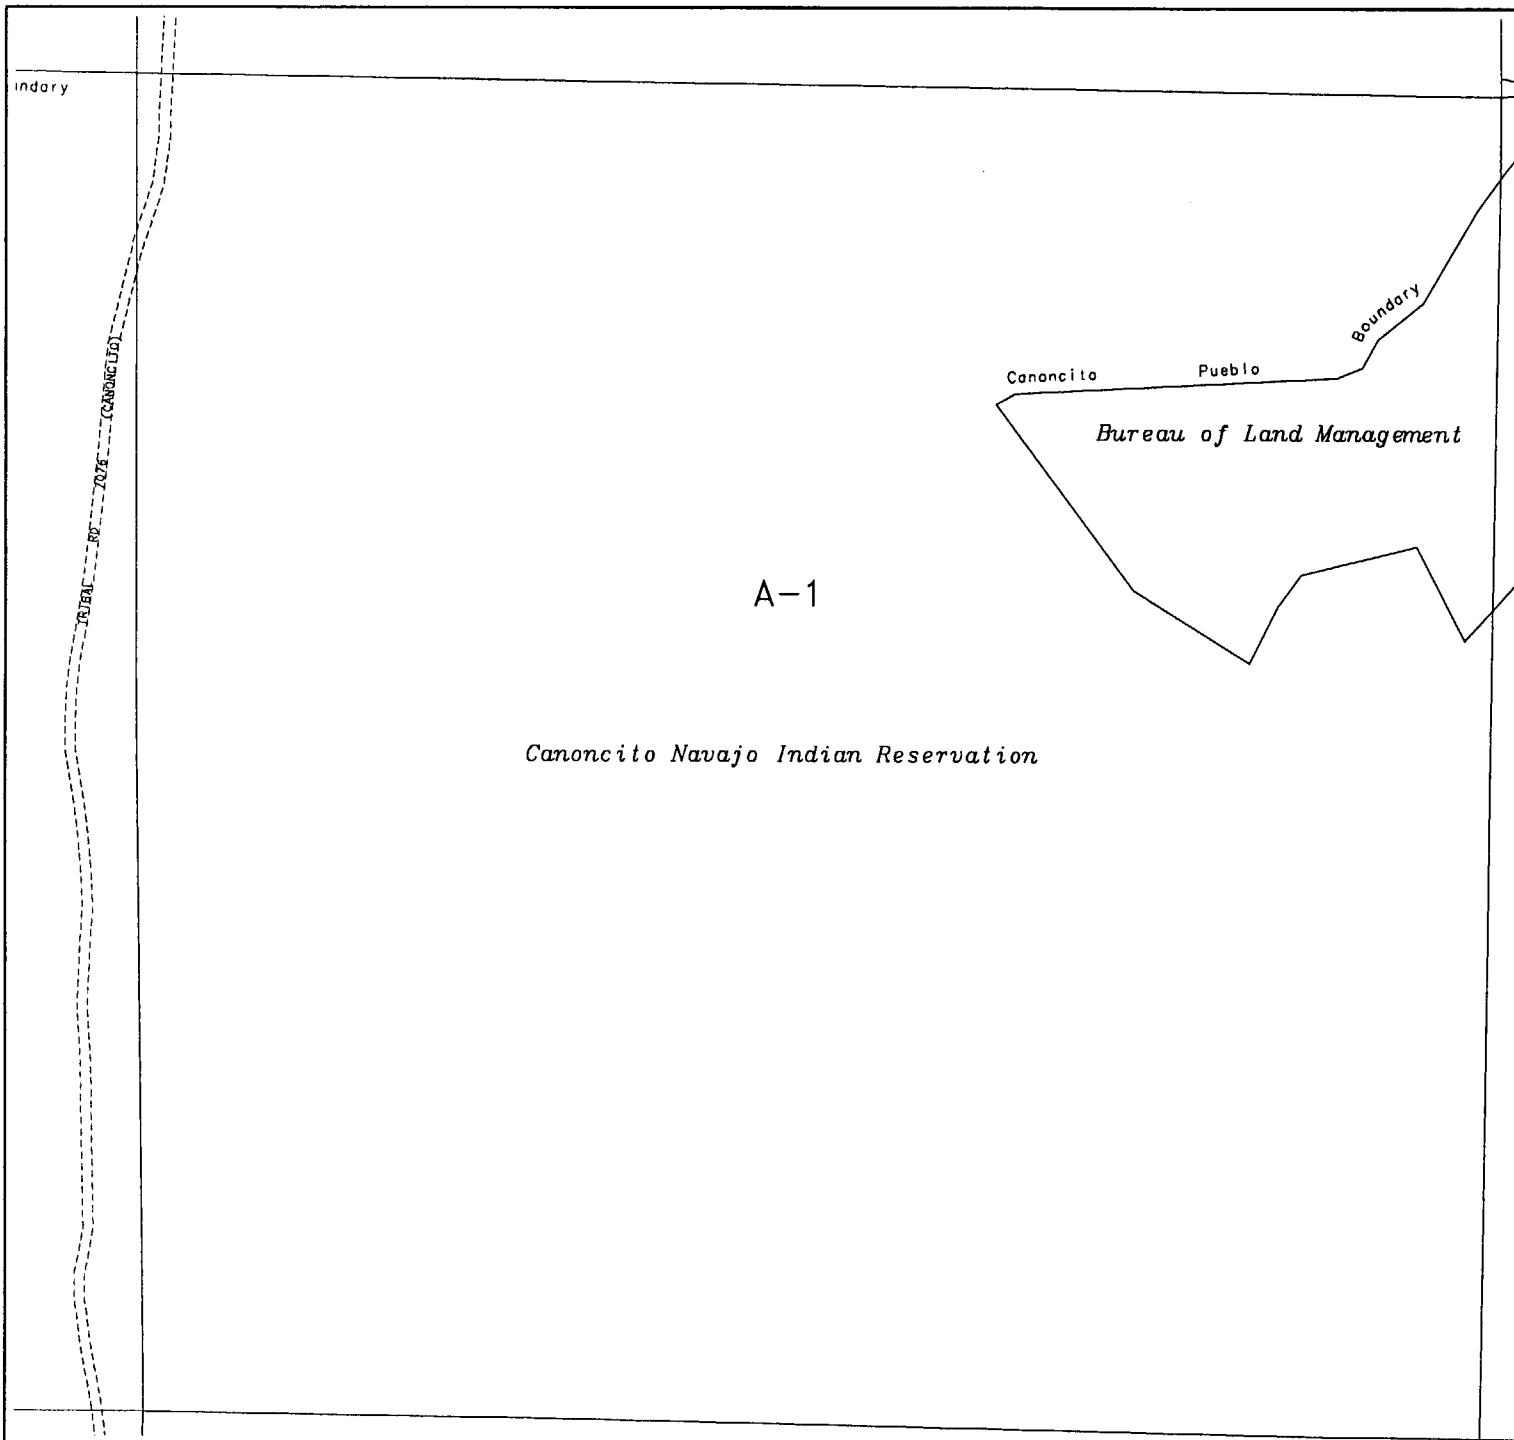 indary
Boundary
Canoncito Pueblo
Bureau of Land Management
TRIBAL RD 7076 (CANONCITO)
A-1
Canoncito Navajo Indian Reservation